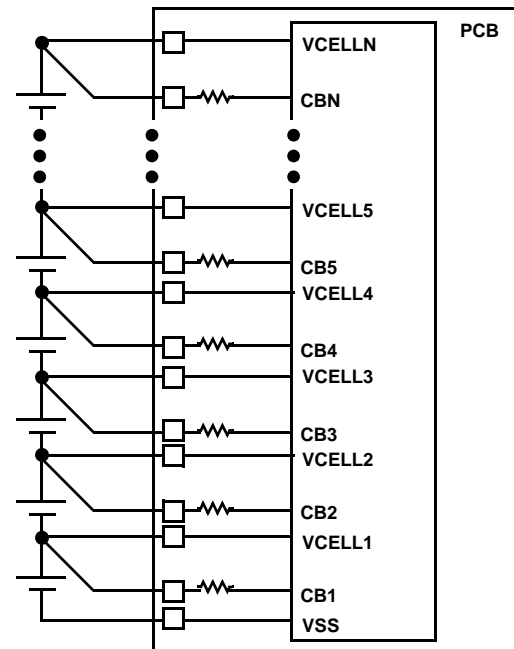 PCB
VCELLN
CBN
VCELL5
CB5
VCELL4
CB4
VCELL3
CB3
VCELL2
CB2
VCELL1
CB1
VSS